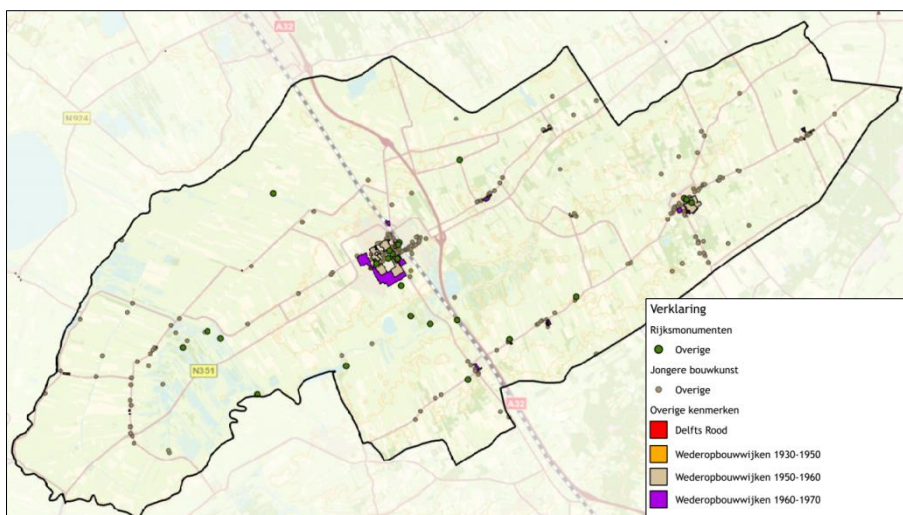 A32
N924
N351
A32
Verklaring
Rijksmonumenten
Overige
Jongere bouwkunst
Overige
Overige kenmerken
Delfts Rood
Wederopbouwwijken 1930-1950
Wederopbouwwijken 1950-1960
Wederopbouwwijken 1960-1970